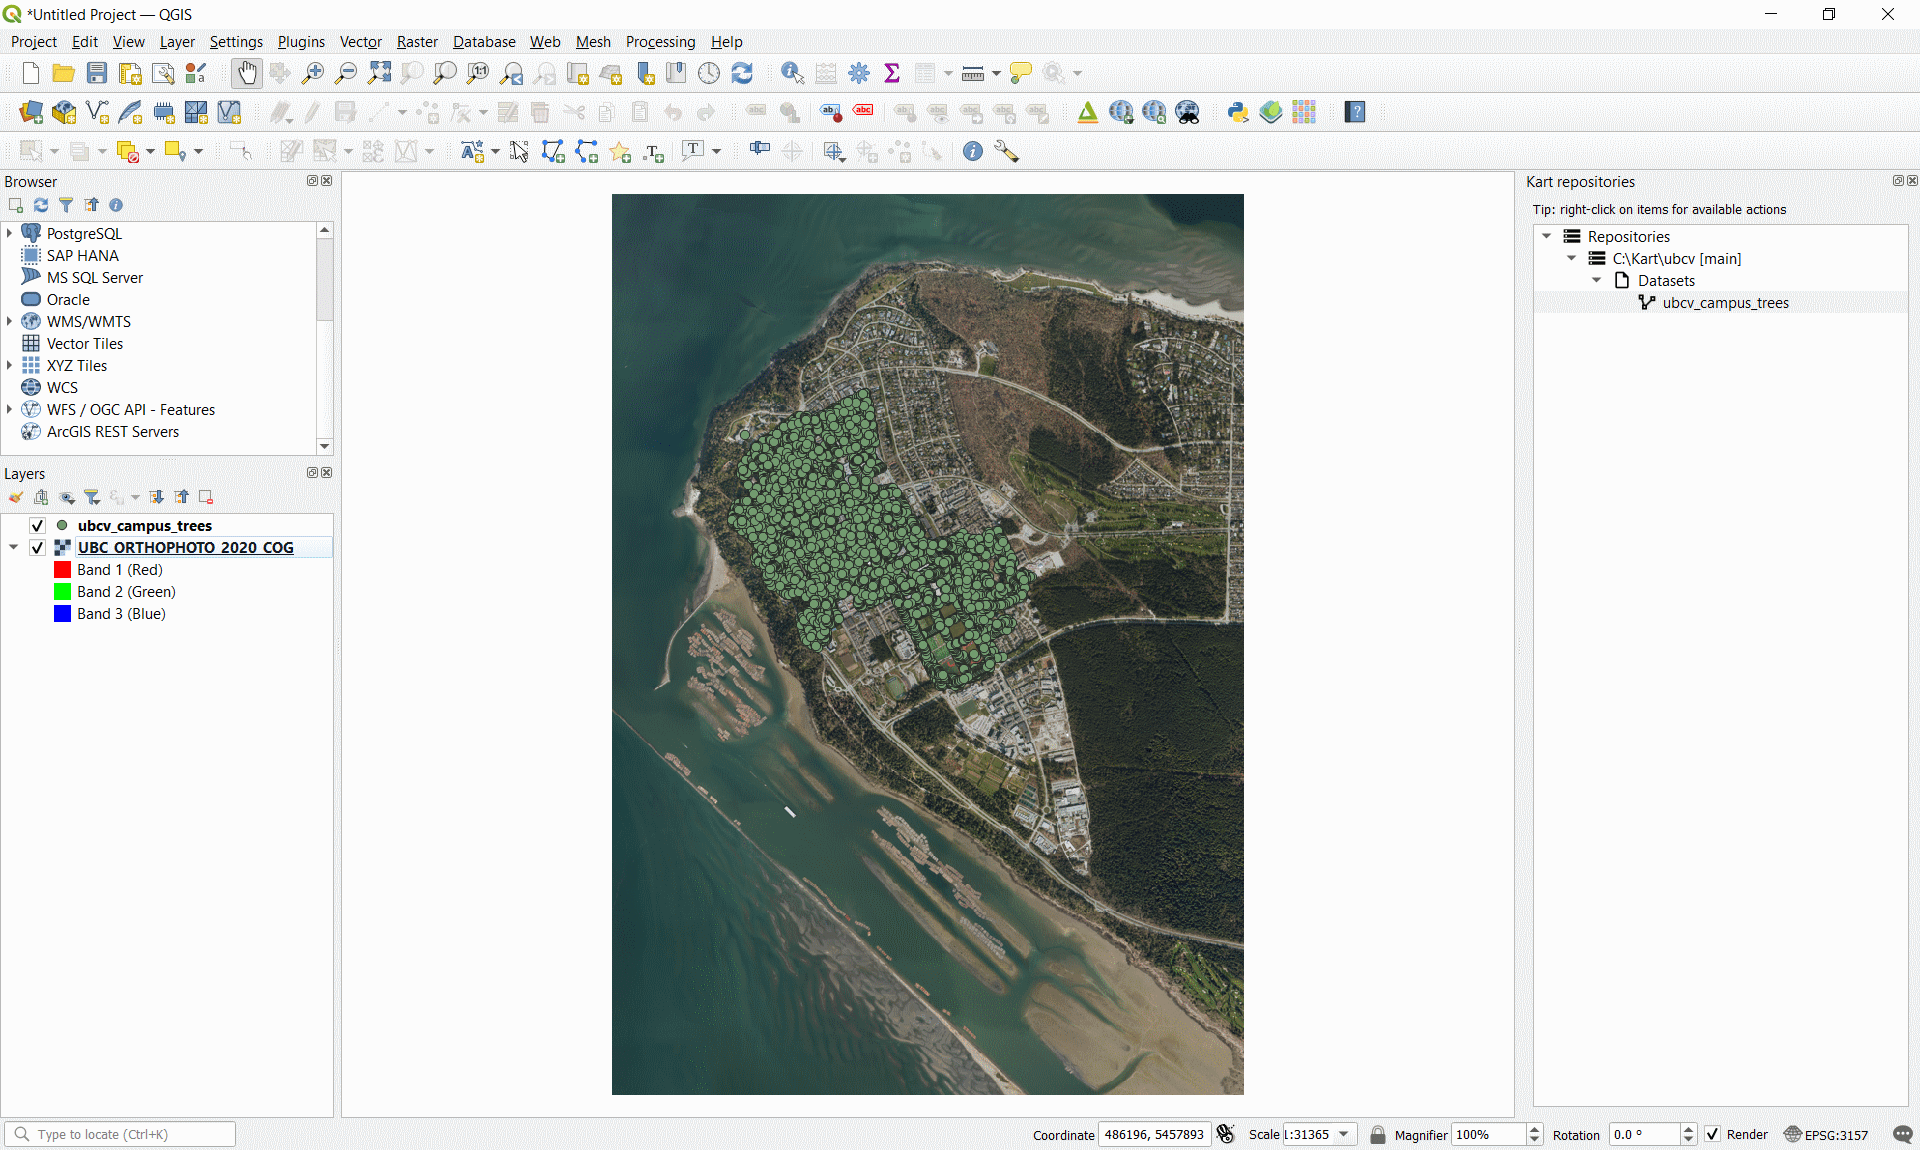 *Untitled Project — QGIS
Project Edit View Layer Settings Plugins Vector Raster Database Web Mesh Processing Help
Browser
PostgreSQL
SAP HANA
MS SQL Server
Oracle
WMS/WMTS
Vector Tiles
XYZ Tiles
WCS
WFS / OGC API - Features
ArcGIS REST Servers
Layers
ubcv_campus_trees
UBC_ORTHOPHOTO_2020_COG
Band 1 (Red)
Band 2 (Green)
Band 3 (Blue)
Kart repositories
Tip: right-click on items for available actions
Repositories
C:\Kart\ubcv [main]
Datasets
ubcv_campus_trees
Type to locate (Ctrl+K)
Coordinate 486196, 5457893 Scale 1:31365 Magnifier 100% Rotation 0.0 ° Render EPSG:3157